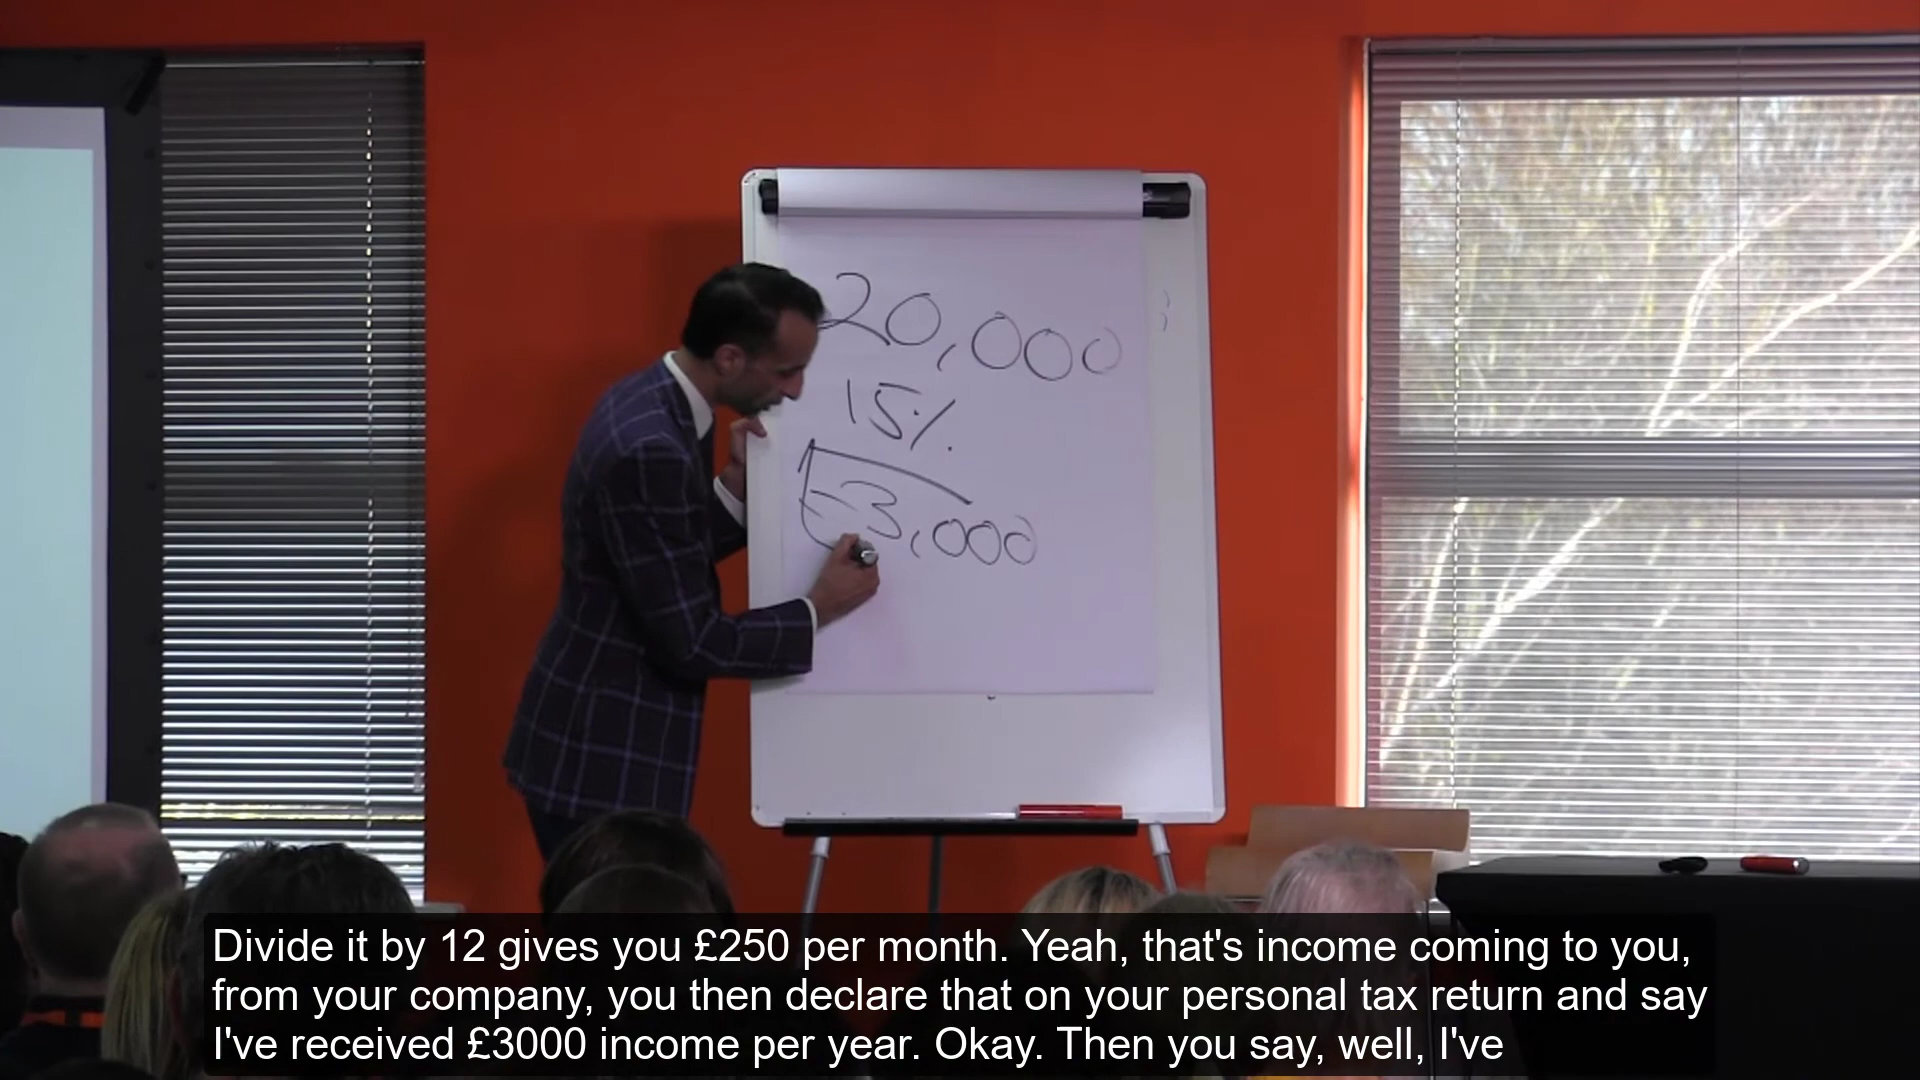 20,000
15%
=3,000
Divide it by 12 gives you £250 per month. Yeah, that's income coming to you,
from your company, you then declare that on your personal tax return and say
I've received £3000 income per year. Okay. Then you say, well, I've